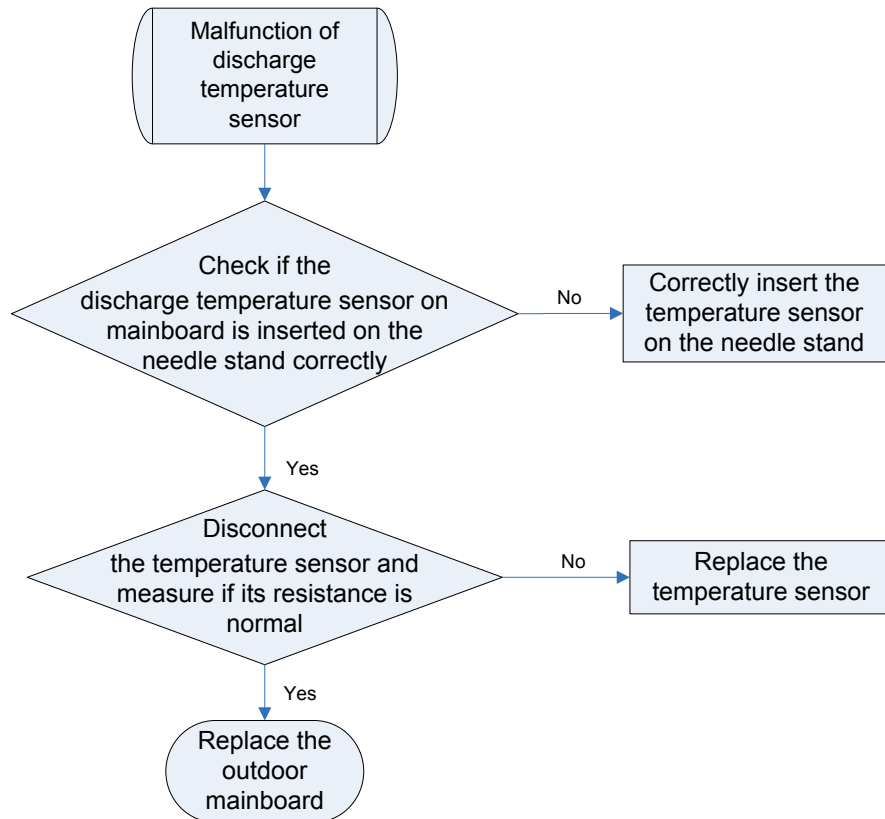 Malfunction of
discharge
temperature
sensor
Check if the
discharge temperature sensor on
mainboard is inserted on the
needle stand correctly
No
Correctly insert the
temperature sensor
on the needle stand
Yes
Disconnect
the temperature sensor and
measure if its resistance is
normal
No
Replace the
temperature sensor
Yes
Replace the
outdoor
mainboard